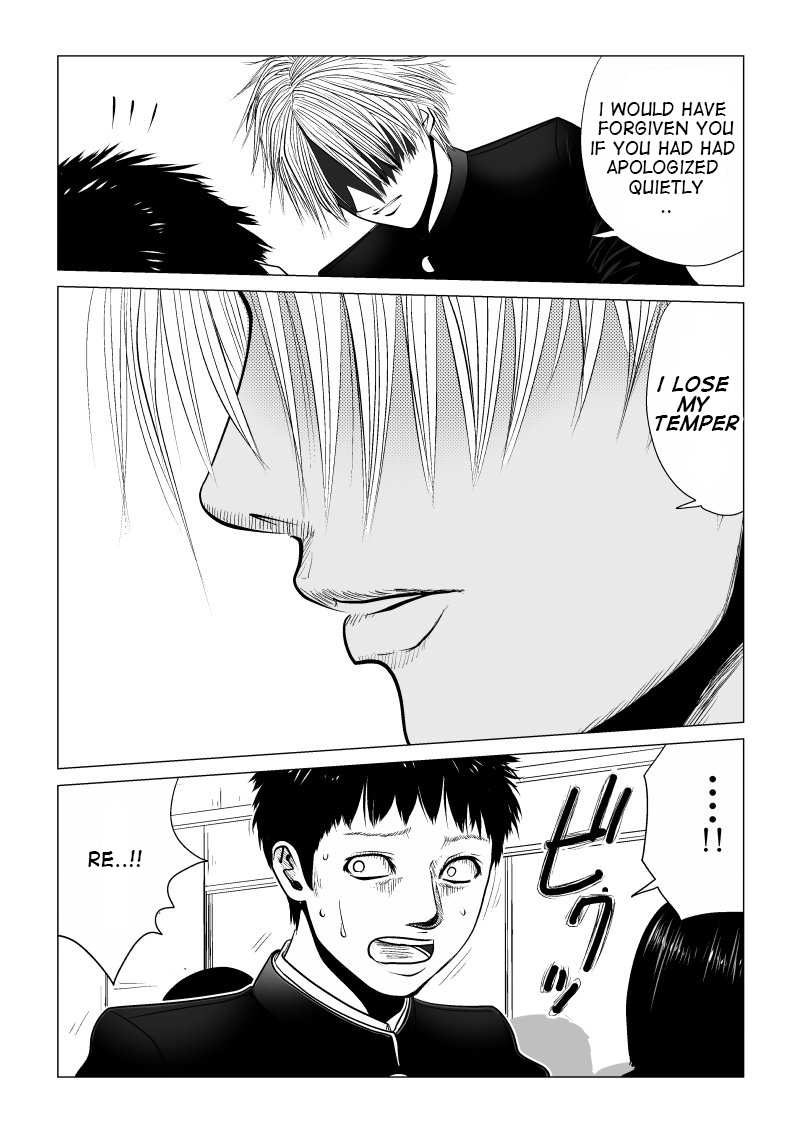 I WOULD HAVE
FORGIVEN YOU
IF YOU HAD HAD
APOLOGIZED
QUIETLY
..
I LOSE
MY
TEMPER
....!!
ビクッ
RE..!!